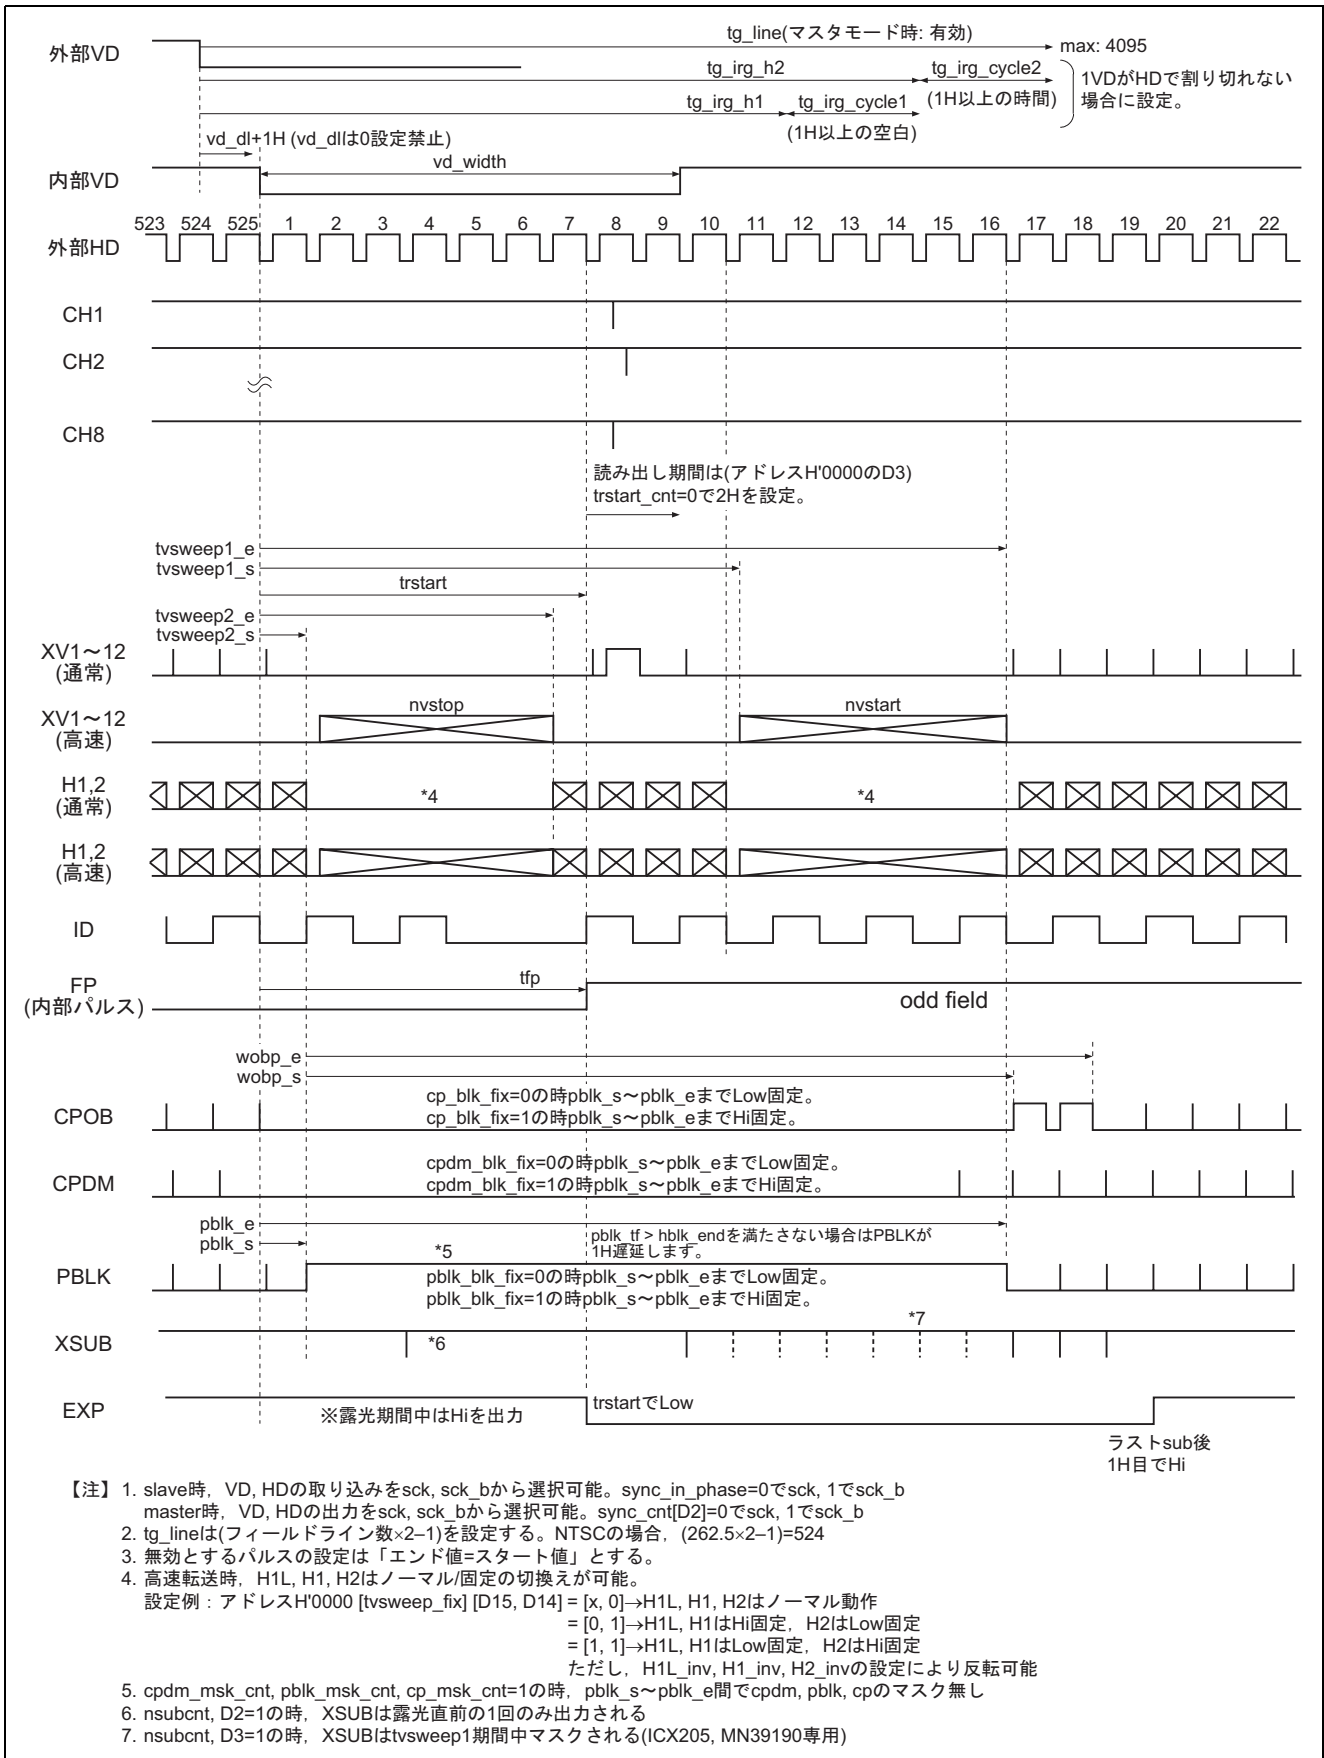 外部VD
tg_line(マスタモード時: 有効)
max: 4095
tg_irg_h2
tg_irg_cycle2
(1H以上の時間)
1VDがHDで割り切れない
場合に設定。
tg_irg_h1
tg_irg_cycle1
(1H以上の空白)
vd_dl+1H (vd_dlは0設定禁止)
内部VD
vd_width
523 524 525 1 2 3 4 5 6 7 8 9 10 11 12 13 14 15 16 17 18 19 20 21 22
外部HD
CH1
CH2
CH8
読み出し期間は(アドレスH'0000のD3)
trstart_cnt=0で2Hを設定。
tvsweep1_e
tvsweep1_s
trstart
tvsweep2_e
tvsweep2_s
XV1～12
(通常)
XV1～12
(高速)
nvstop
nvstart
H1,2
(通常)
*4
*4
H1,2
(高速)
ID
FP
(内部パルス)
tfp
odd field
wobp_e
wobp_s
CPOB
cp_blk_fix=0の時pblk_s～pblk_eまでLow固定。
cp_blk_fix=1の時pblk_s～pblk_eまでHi固定。
CPDM
cpdm_blk_fix=0の時pblk_s～pblk_eまでLow固定。
cpdm_blk_fix=1の時pblk_s～pblk_eまでHi固定。
pblk_e
pblk_s
pblk_tf > hblk_endを満たさない場合はPBLKが
1H遅延します。
*5
PBLK
pblk_blk_fix=0の時pblk_s～pblk_eまでLow固定。
pblk_blk_fix=1の時pblk_s～pblk_eまでHi固定。
XSUB
*6
*7
EXP
※露光期間中はHiを出力
trstartでLow
ラストsub後
1H目でHi
【注】1. slave時, VD, HDの取り込みをsck, sck_bから選択可能。sync_in_phase=0でsck, 1でsck_b
master時, VD, HDの出力をsck, sck_bから選択可能。sync_cnt[D2]=0でsck, 1でsck_b
2. tg_lineは(フィールドライン数×2–1)を設定する。NTSCの場合, (262.5×2–1)=524
3. 無効とするパルスの設定は「エンド値=スタート値」とする。
4. 高速転送時, H1L, H1, H2はノーマル/固定の切換えが可能。
設定例：アドレスH'0000 [tvsweep_fix] [D15, D14] = [x, 0]→H1L, H1, H2はノーマル動作
= [0, 1]→H1L, H1はHi固定, H2はLow固定
= [1, 1]→H1L, H1はLow固定, H2はHi固定
ただし, H1L_inv, H1_inv, H2_invの設定により反転可能
5. cpdm_msk_cnt, pblk_msk_cnt, cp_msk_cnt=1の時, pblk_s～pblk_e間でcpdm, pblk, cpのマスク無し
6. nsubcnt, D2=1の時, XSUBは露光直前の1回のみ出力される
7. nsubcnt, D3=1の時, XSUBはtvsweep1期間中マスクされる(ICX205, MN39190専用)